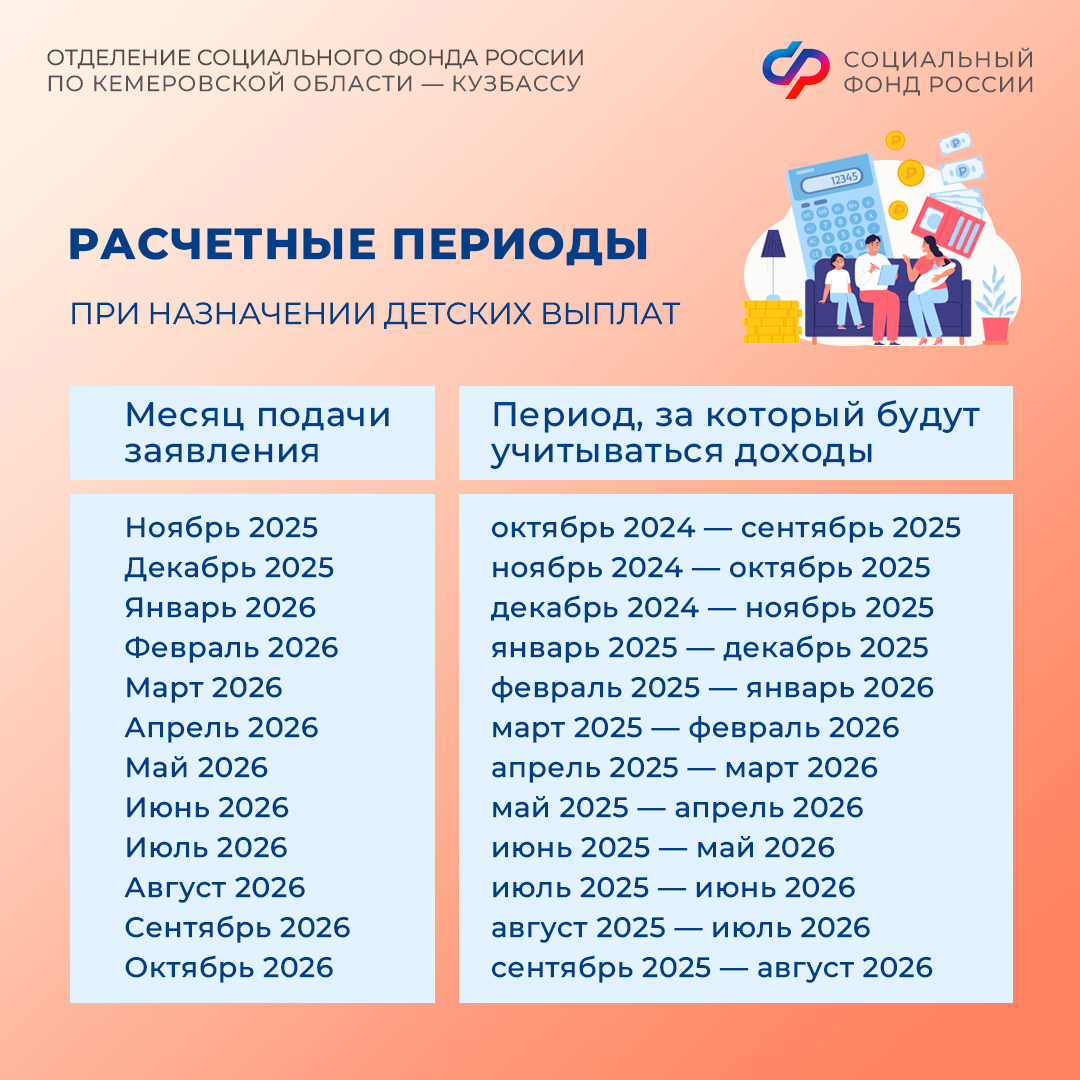 ОТДЕЛЕНИЕ СОЦИАЛЬНОГО ФОНДА РОССИИ
ПО КЕМЕРОВСКОЙ ОБЛАСТИ — КУЗБАССУ
СОЦИАЛЬНЫЙ
ФОНД РОССИИ
12345
РАСЧЕТНЫЕ ПЕРИОДЫ
ПРИ НАЗНАЧЕНИИ ДЕТСКИХ ВЫПЛАТ
Месяц подачи
заявления
Период, за который будут
учитываться доходы
Ноябрь 2025 октябрь 2024 — сентябрь 2025
Декабрь 2025 ноябрь 2024 — октябрь 2025
Январь 2026 декабрь 2024 — ноябрь 2025
Февраль 2026 январь 2025 — декабрь 2025
Март 2026 февраль 2025 — январь 2026
Апрель 2026 март 2025 — февраль 2026
Май 2026 апрель 2025 — март 2026
Июнь 2026 май 2025 — апрель 2026
Июль 2026 июнь 2025 — май 2026
Август 2026 июль 2025 — июнь 2026
Сентябрь 2026 август 2025 — июль 2026
Октябрь 2026 сентябрь 2025 — август 2026